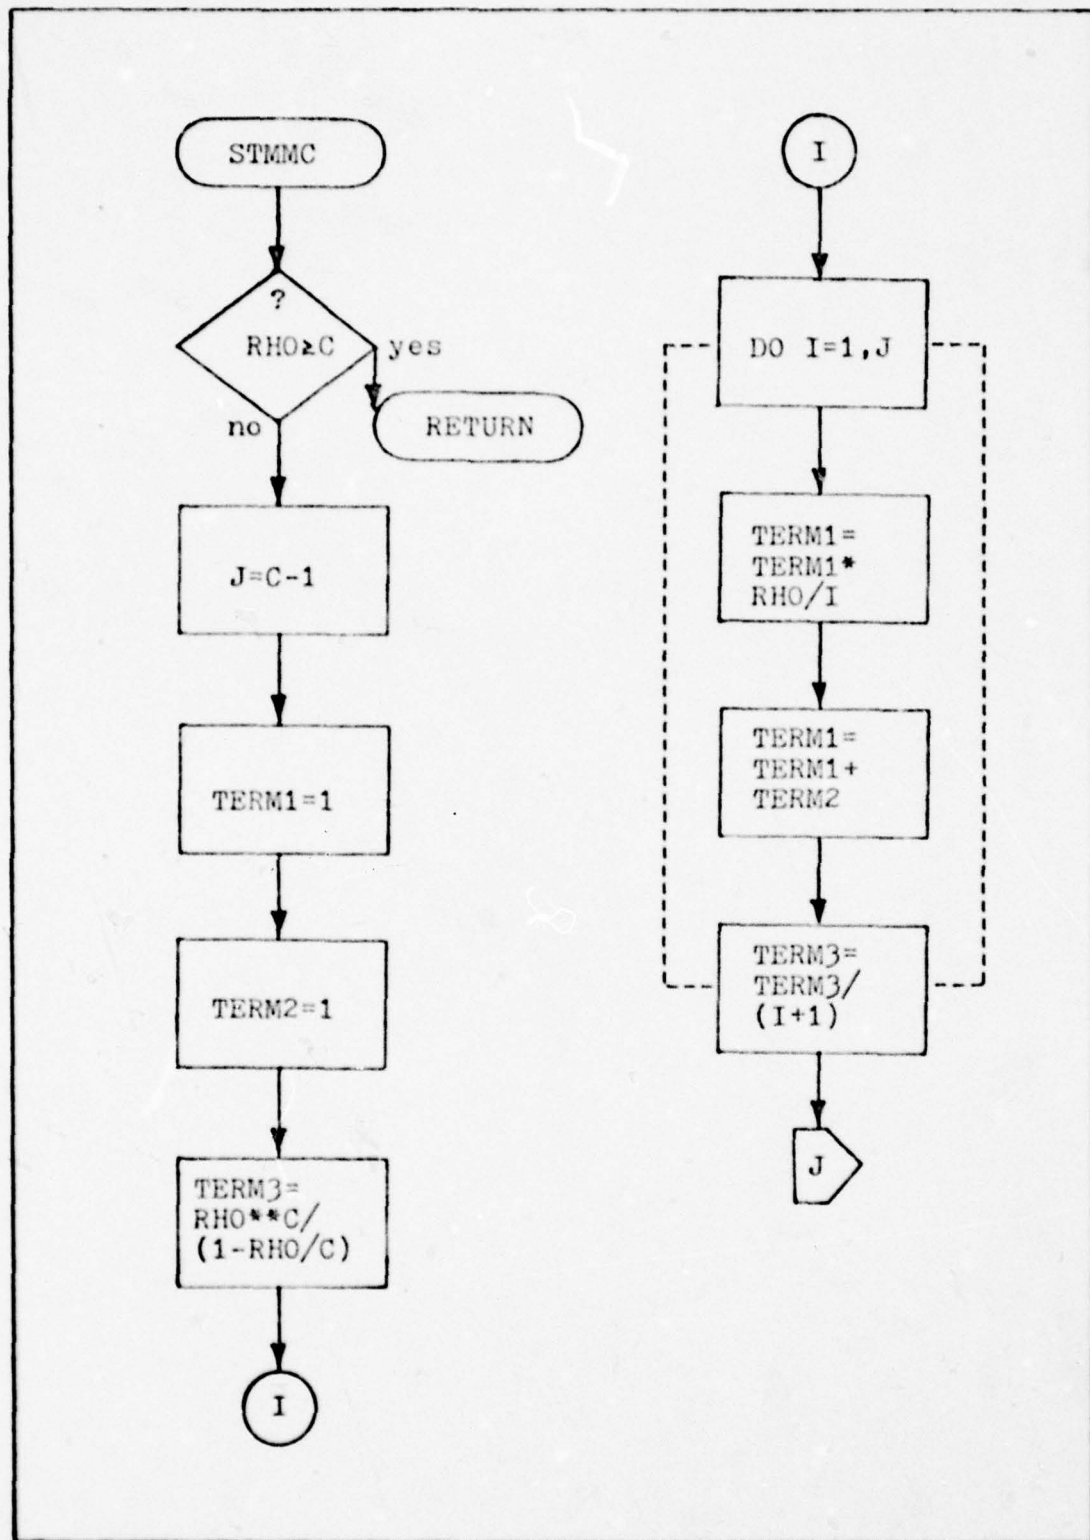 STMMC
?
RHO≥C
yes
no
RETURN
J=C-1
TERM1=1
TERM2=1
TERM3=
RHO**C/
(1-RHO/C)
I
I
DO I=1,J
TERM1=
TERM1*
RHO/I
TERM1=
TERM1+
TERM2
TERM3=
TERM3/
(I+1)
J